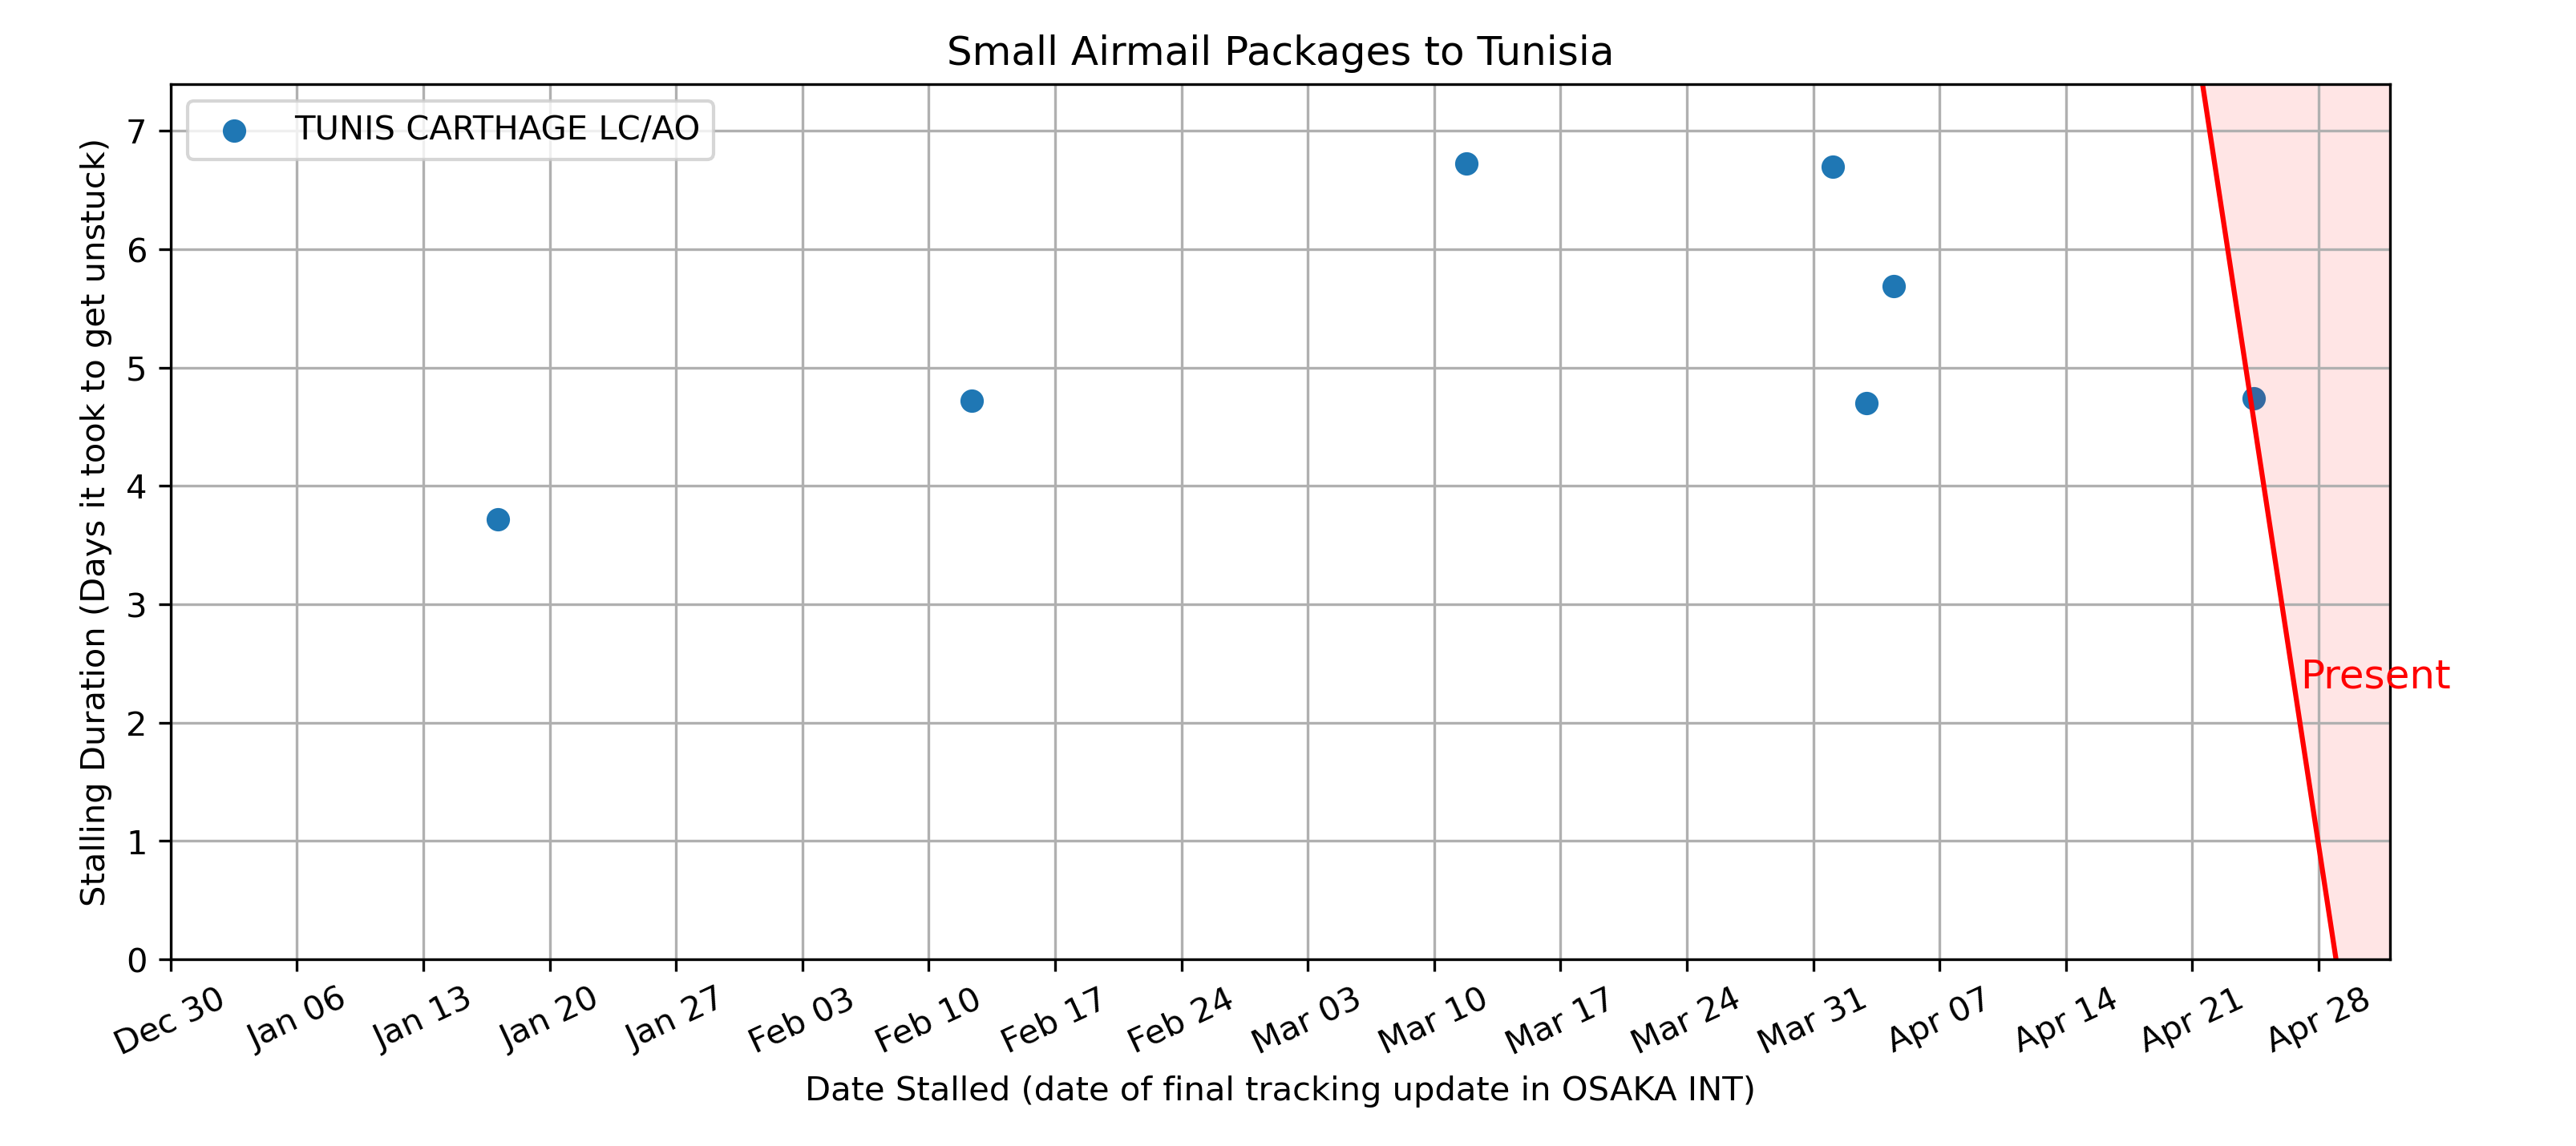 Small Airmail Packages to Tunisia
TUNIS CARTHAGE LC/AO
Stalling Duration (Days it took to get unstuck)
7
6
5
4
3
2
1
0
Present
Dec 30
Jan 06
Jan 13
Jan 20
Jan 27
Feb 03
Feb 10
Feb 17
Feb 24
Mar 03
Mar 10
Mar 17
Mar 24
Mar 31
Apr 07
Apr 14
Apr 21
Apr 28
Date Stalled (date of final tracking update in OSAKA INT)